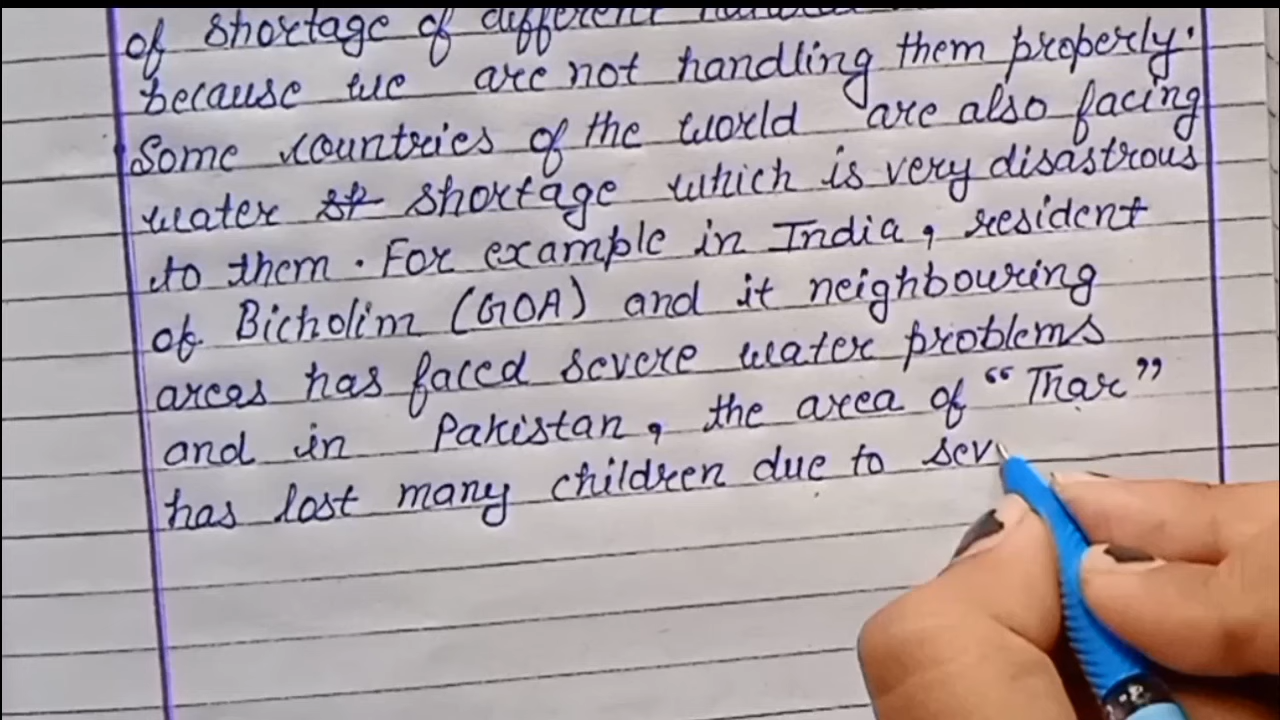 of shortage of different
because we are not handling them properly.
Some countries of the world are also facing
water shortage which is very disastrous
to them. For example in India, resident
of Bicholim (GOA) and it neighbouring
areas has faced severe water problems
and in Pakistan, the area of "Thar"
has lost many children due to sev